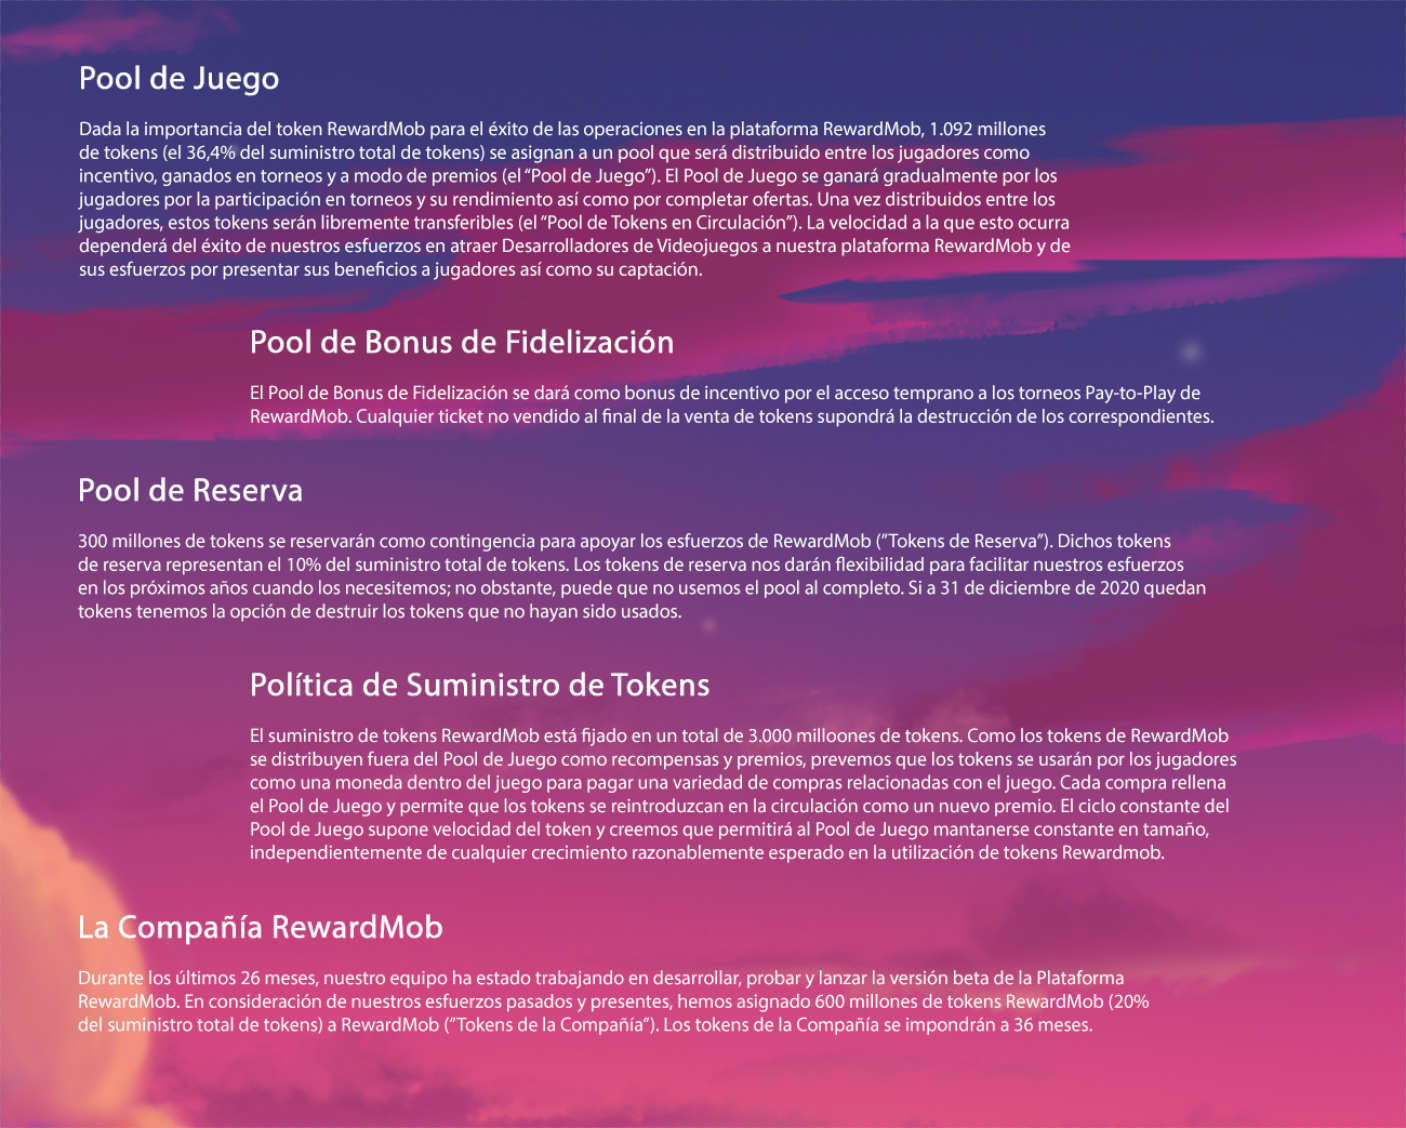 Pool de Juego
Dada la importancia del token RewardMob para el éxito de las operaciones en la plataforma RewardMob, 1.092 millones
de tokens (el 36,4% del suministro total de tokens) se asignan a un pool que será distribuido entre los jugadores como
incentivo, ganados en torneos y a modo de premios (el “Pool de Juego”). El Pool de Juego se ganará gradualmente por los
jugadores por la participación en torneos y su rendimiento así como por completar ofertas. Una vez distribuidos entre los
jugadores, estos tokens serán libremente transferibles (el “Pool de Tokens en Circulación”). La velocidad a la que esto ocurra
dependerá del éxito de nuestros esfuerzos en atraer Desarrolladores de Videojuegos a nuestra plataforma RewardMob y de
sus esfuerzos por presentar sus beneficios a jugadores así como su captación.
Pool de Bonus de Fidelización
El Pool de Bonus de Fidelización se dará como bonus de incentivo por el acceso temprano a los torneos Pay-to-Play de
RewardMob. Cualquier ticket no vendido al final de la venta de tokens supondrá la destrucción de los correspondientes.
Pool de Reserva
300 millones de tokens se reservarán como contingencia para apoyar los esfuerzos de RewardMob (”Tokens de Reserva”). Dichos tokens
de reserva representan el 10% del suministro total de tokens. Los tokens de reserva nos darán flexibilidad para facilitar nuestros esfuerzos
en los próximos años cuando los necesitemos; no obstante, puede que no usemos el pool al completo. Si a 31 de diciembre de 2020 quedan
tokens tenemos la opción de destruir los tokens que no hayan sido usados.
Política de Suministro de Tokens
El suministro de tokens RewardMob está fijado en un total de 3.000 milloones de tokens. Como los tokens de RewardMob
se distribuyen fuera del Pool de Juego como recompensas y premios, prevemos que los tokens se usarán por los jugadores
como una moneda dentro del juego para pagar una variedad de compras relacionadas con el juego. Cada compra rellena
el Pool de Juego y permite que los tokens se reintroduzcan en la circulación como un nuevo premio. El ciclo constante del
Pool de Juego supone velocidad del token y creemos que permitirá al Pool de Juego mantenerse constante en tamaño,
independientemente de cualquier crecimiento razonablemente esperado en la utilización de tokens Rewardmob.
La Compañía RewardMob
Durante los últimos 26 meses, nuestro equipo ha estado trabajando en desarrollar, probar y lanzar la versión beta de la Plataforma
RewardMob. En consideración de nuestros esfuerzos pasados y presentes, hemos asignado 600 millones de tokens RewardMob (20%
del suministro total de tokens) a RewardMob (”Tokens de la Compañía”). Los tokens de la Compañía se impondrán a 36 meses.